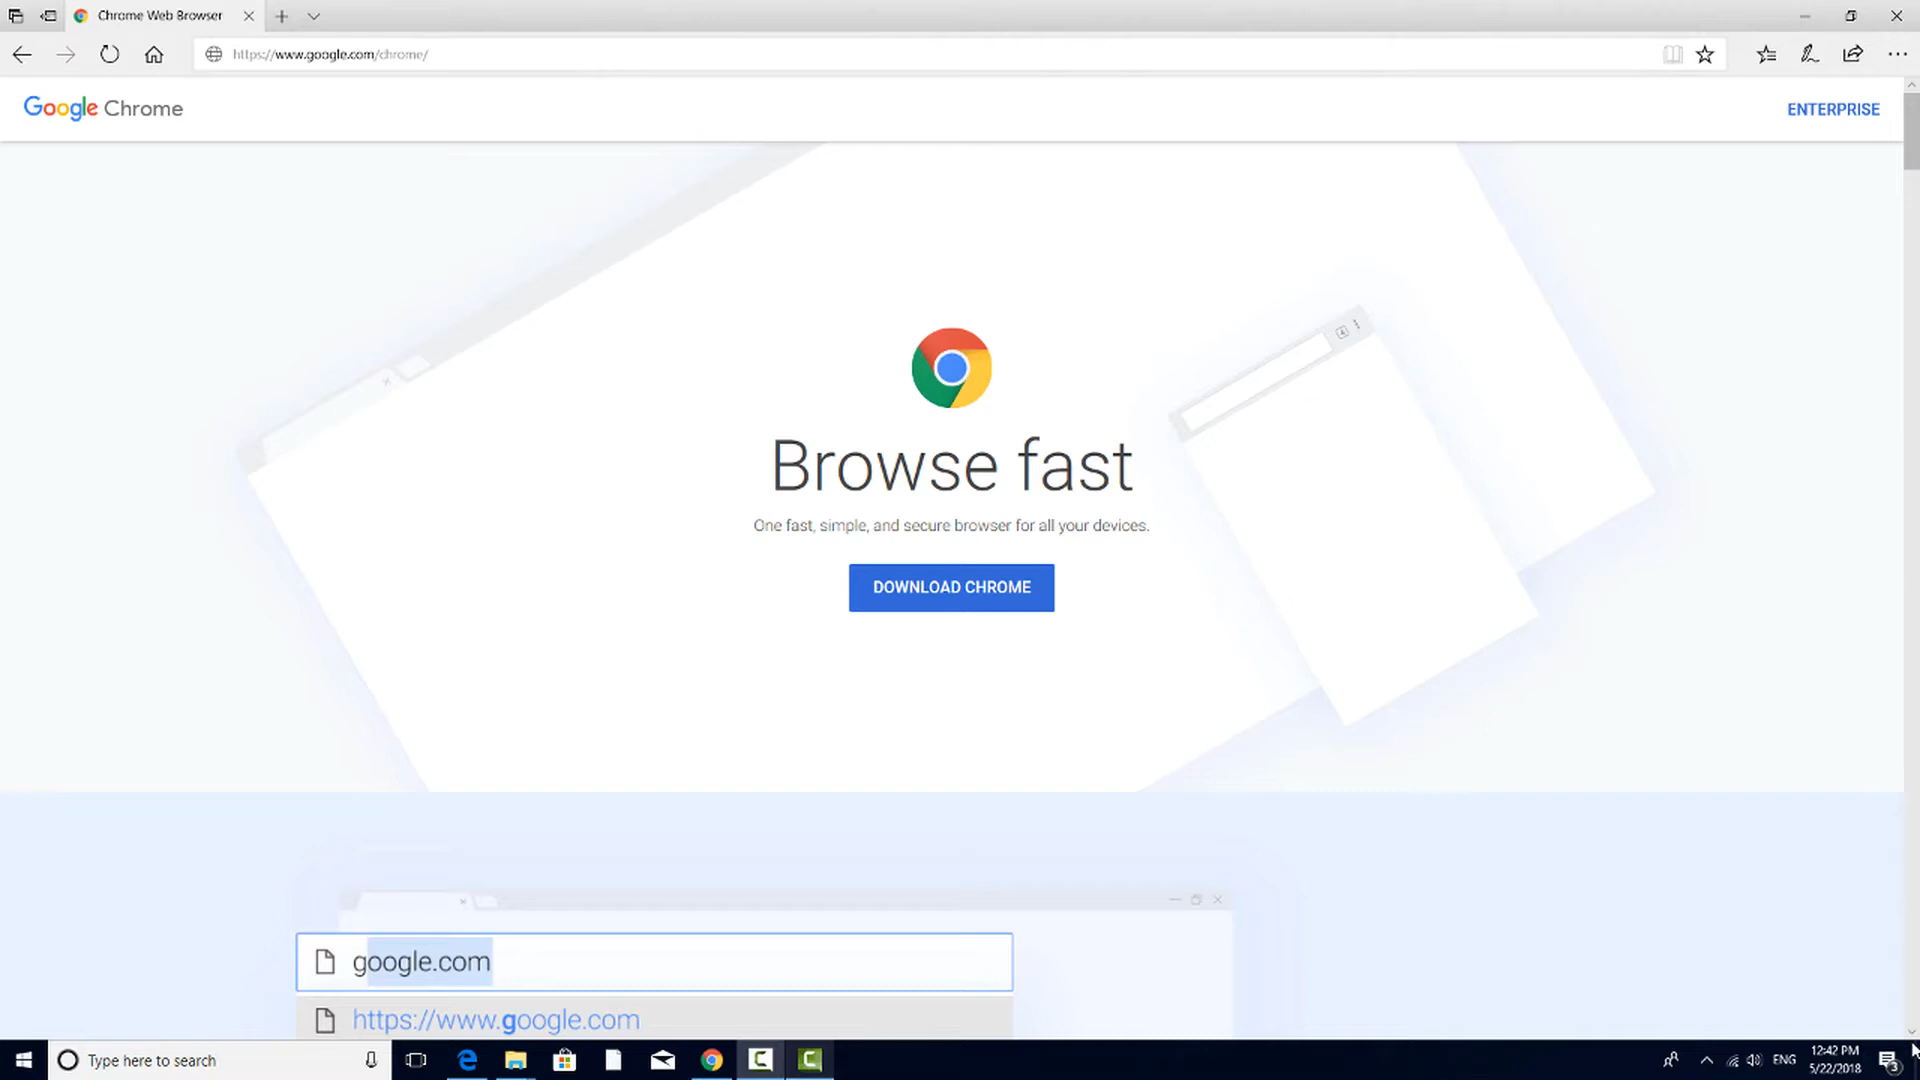 Chrome Web Browser
https://www.google.com/chrome/
Google Chrome
ENTERPRISE
Browse fast
One fast, simple, and secure browser for all your devices.
DOWNLOAD CHROME
google.com
https://www.google.com
Type here to search
ENG
12:42 PM
5/22/2018
3